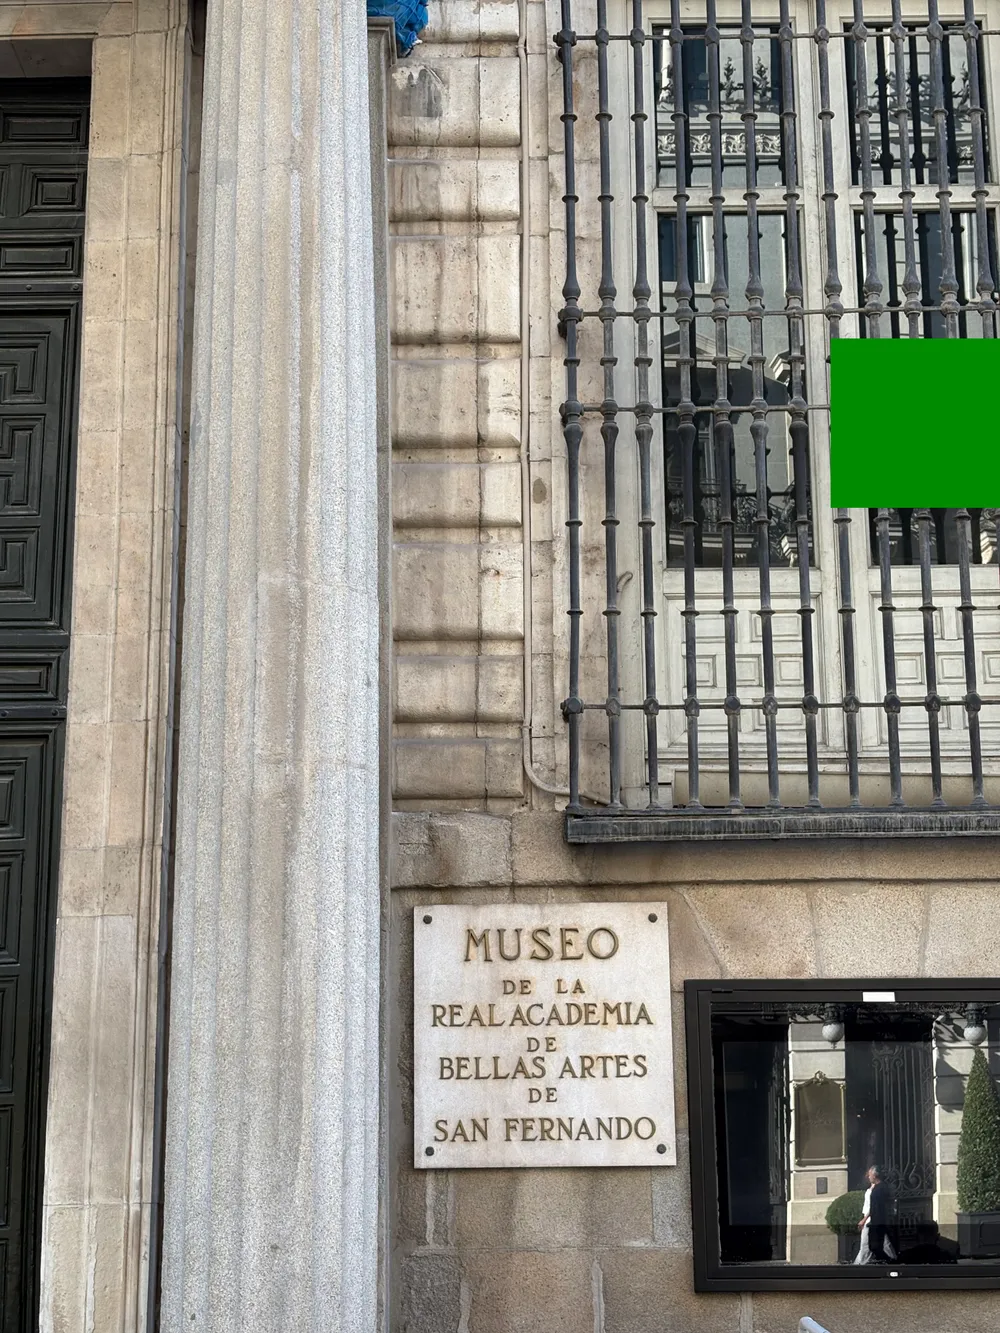 MUSEO
DE LA
REAL ACADEMIA
DE
BELLAS ARTES
DE
SAN FERNANDO